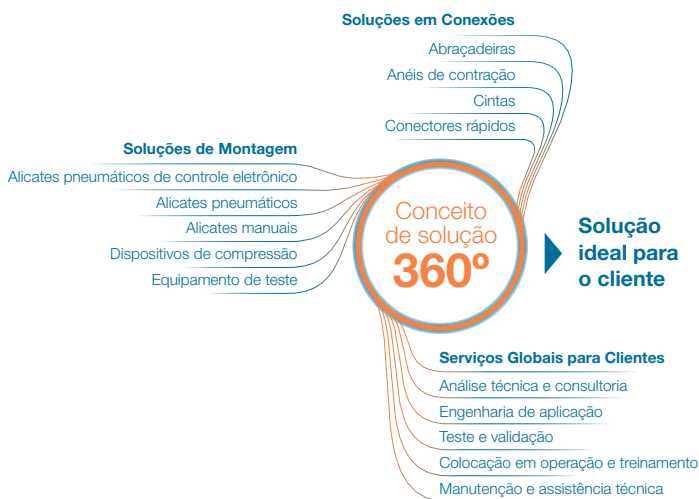 Soluções em Conexões
Abraçadeiras
Anéis de contração
Cintas
Conectores rápidos
Soluções de Montagem
Alicates pneumáticos de controle eletrônico
Alicates pneumáticos
Alicates manuais
Dispositivos de compressão
Equipamento de teste
Conceito
de solução
360º
Solução
ideal para
o cliente
Serviços Globais para Clientes
Análise técnica e consultoria
Engenharia de aplicação
Teste e validação
Colocação em operação e treinamento
Manutenção e assistência técnica